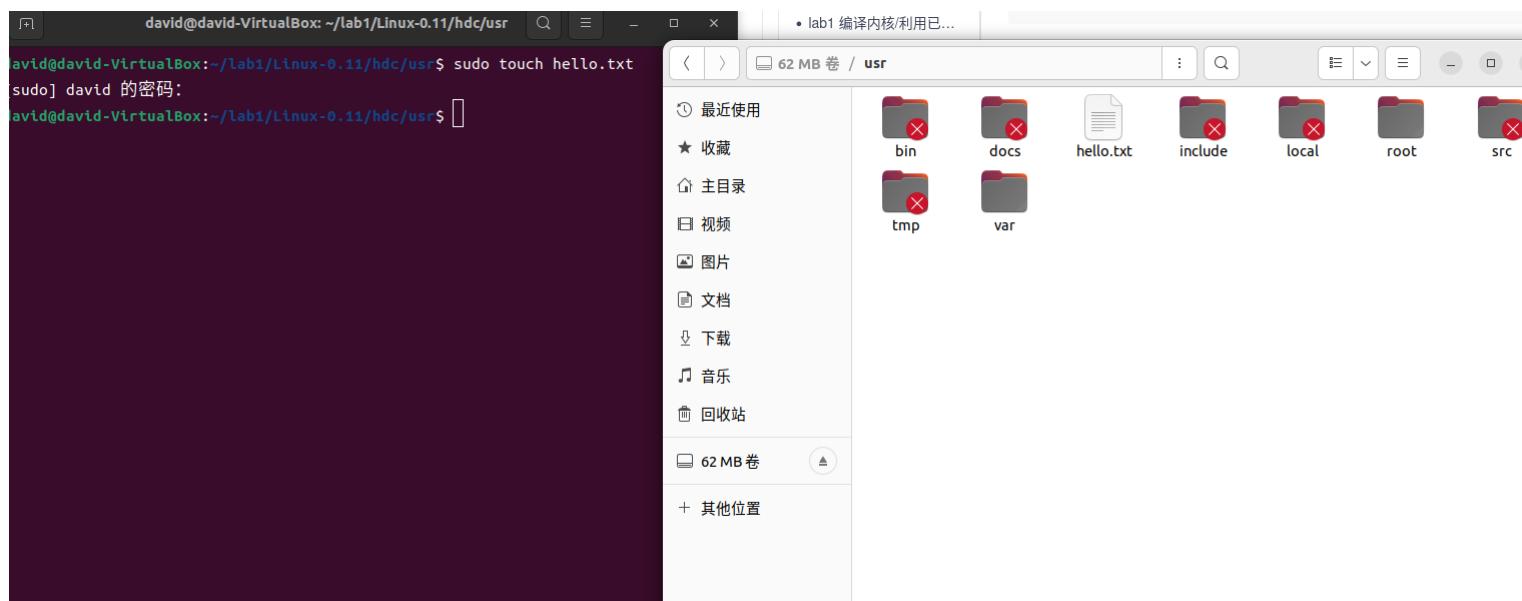 david@david-VirtualBox: ~/lab1/Linux-0.11/hdc/usr
david@david-VirtualBox:~/lab1/Linux-0.11/hdc/usr$ sudo touch hello.txt
[sudo] david 的密码：
david@david-VirtualBox:~/lab1/Linux-0.11/hdc/usr$
• lab1 编译内核/利用已…
62 MB 卷 / usr
最近使用
收藏
主目录
视频
图片
文档
下载
音乐
回收站
62 MB 卷
其他位置
bin docs hello.txt include local root src
tmp var